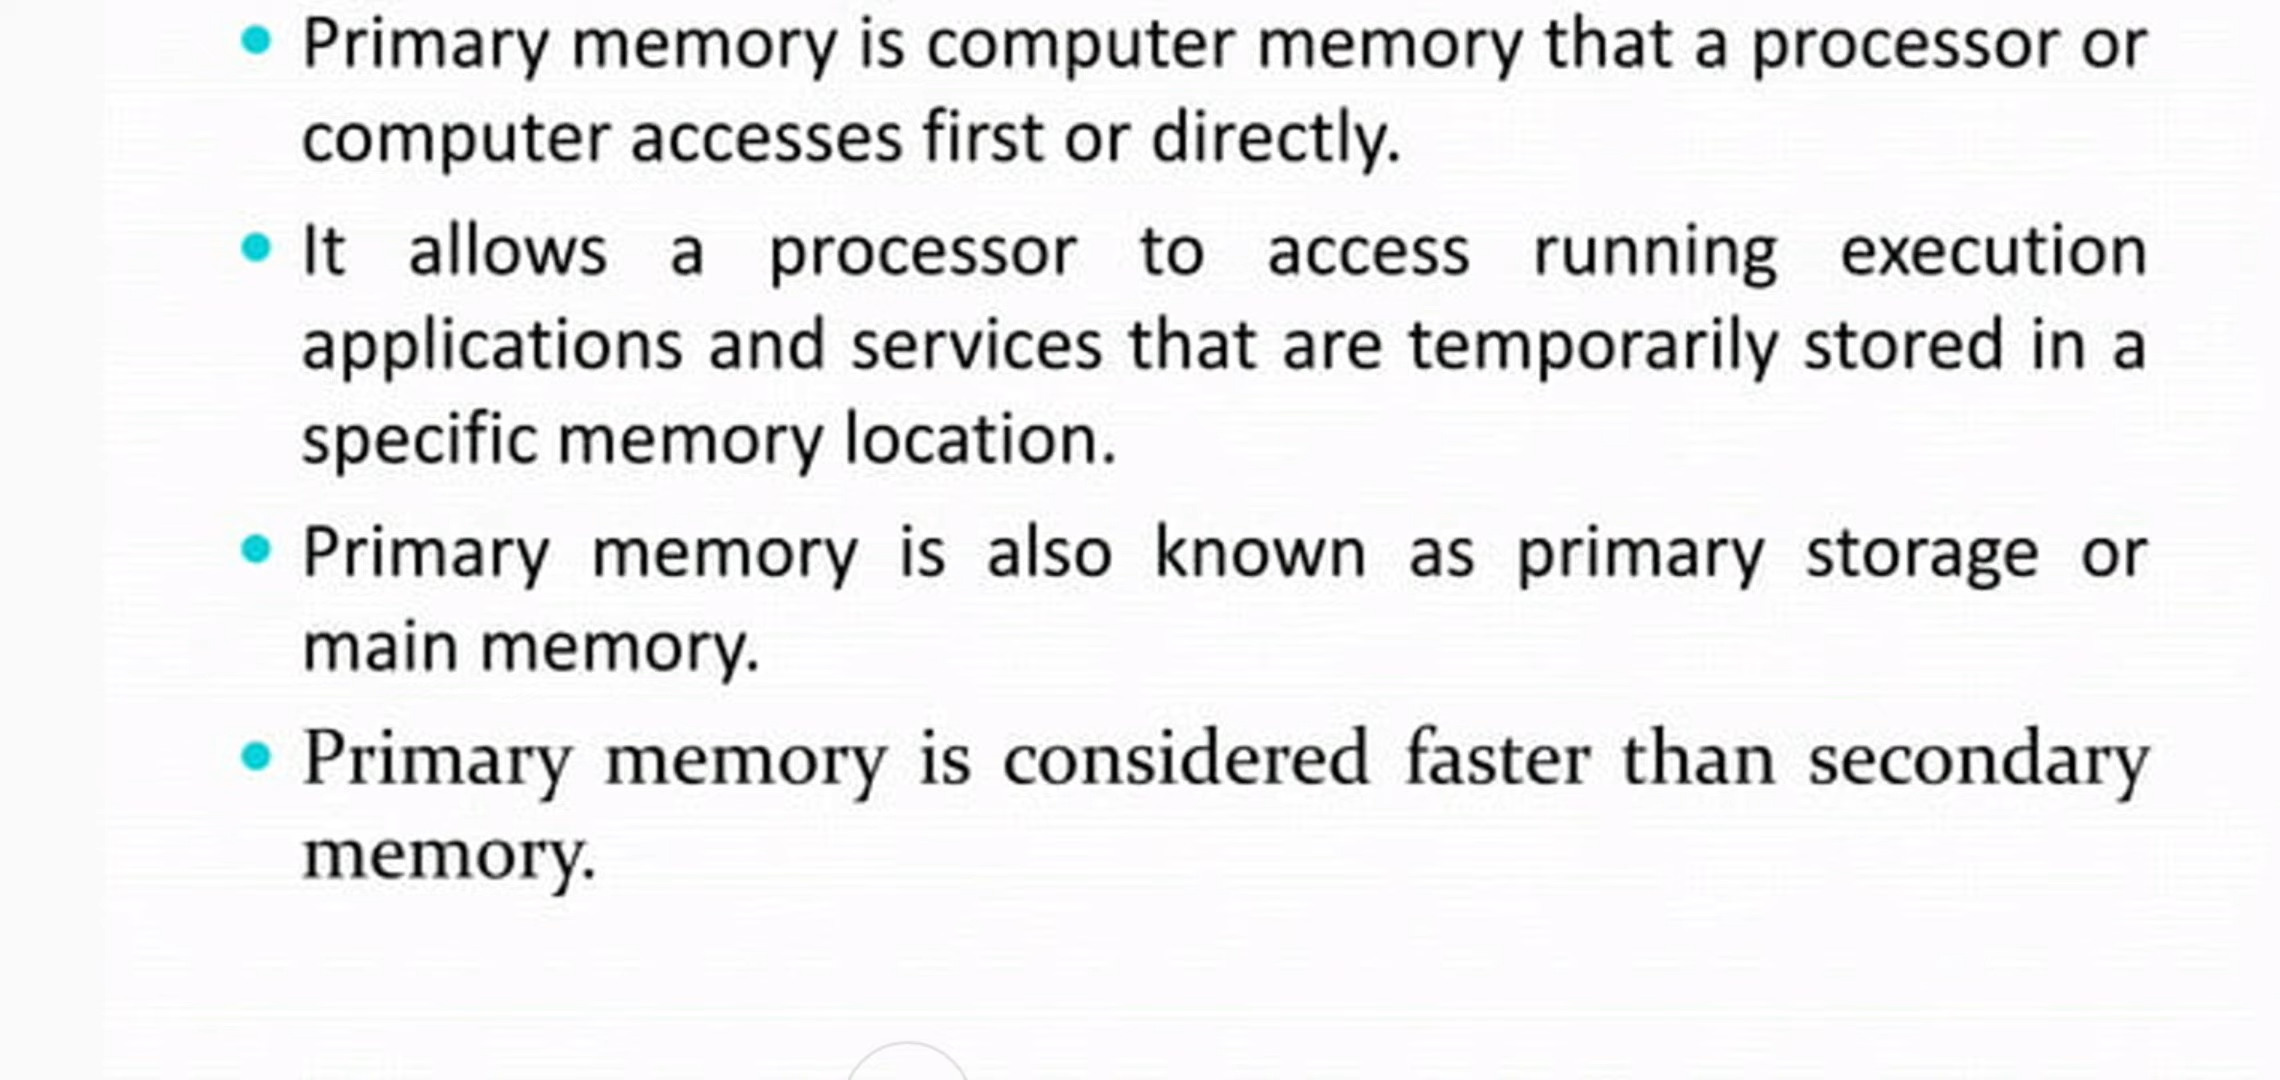 • Primary memory is computer memory that a processor or
computer accesses first or directly.
• It allows a processor to access running execution
applications and services that are temporarily stored in a
specific memory location.
• Primary memory is also known as primary storage or
main memory.
• Primary memory is considered faster than secondary
memory.